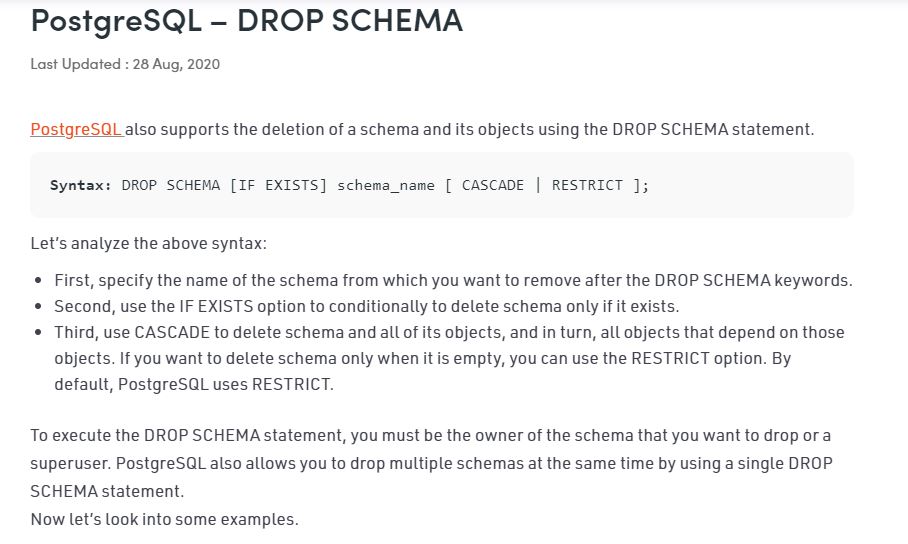 PostgreSQL – DROP SCHEMA
Last Updated : 28 Aug, 2020
PostgreSQL also supports the deletion of a schema and its objects using the DROP SCHEMA statement.
Syntax: DROP SCHEMA [IF EXISTS] schema_name [ CASCADE | RESTRICT ];
Let's analyze the above syntax:
• First, specify the name of the schema from which you want to remove after the DROP SCHEMA keywords.
• Second, use the IF EXISTS option to conditionally to delete schema only if it exists.
• Third, use CASCADE to delete schema and all of its objects, and in turn, all objects that depend on those
objects. If you want to delete schema only when it is empty, you can use the RESTRICT option. By
default, PostgreSQL uses RESTRICT.
To execute the DROP SCHEMA statement, you must be the owner of the schema that you want to drop or a
superuser. PostgreSQL also allows you to drop multiple schemas at the same time by using a single DROP
SCHEMA statement.
Now let's look into some examples.